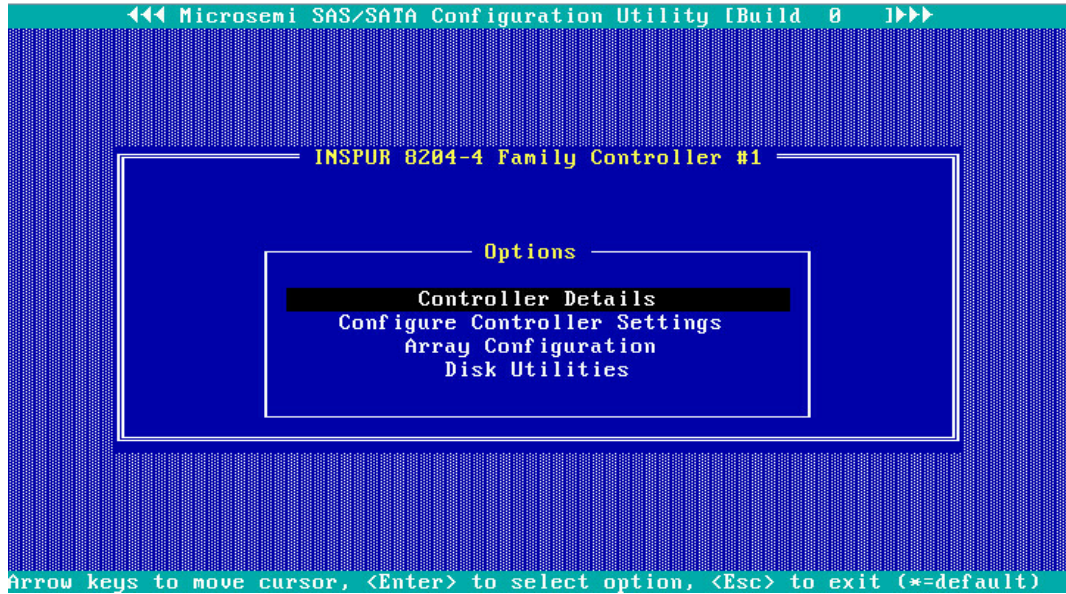 Microsemi SAS/SATA Configuration Utility [Build 0 ]
INSPUR 8204-4 Family Controller #1
Options
Controller Details
Configure Controller Settings
Array Configuration
Disk Utilities
Arrow keys to move cursor, <Enter> to select option, <Esc> to exit (*=default)